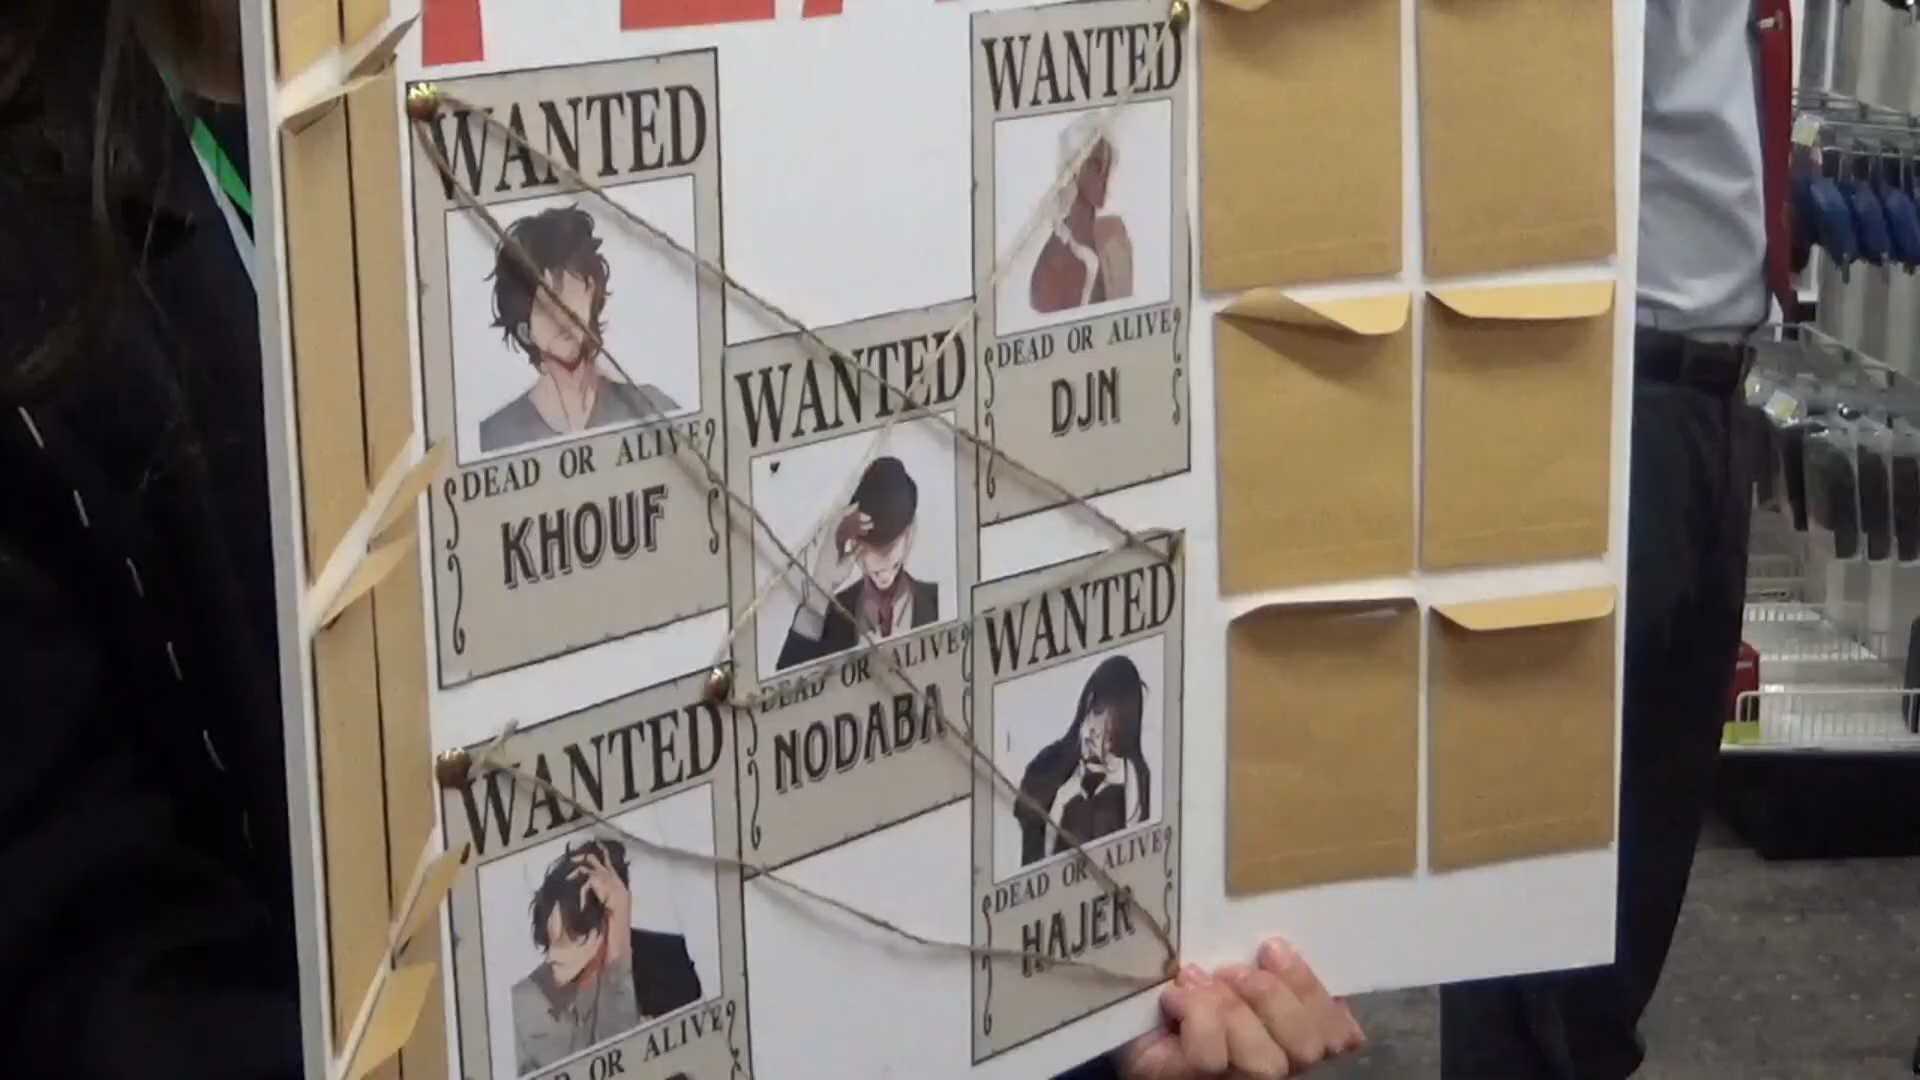 WANTED
DEAD OR ALIVE
KHOUF
WANTED
DEAD OR ALIVE
DJN
WANTED
DEAD OR ALIVE
NODABA
WANTED
DEAD OR ALIVE
HAJER
WANTED
OR ALIVE